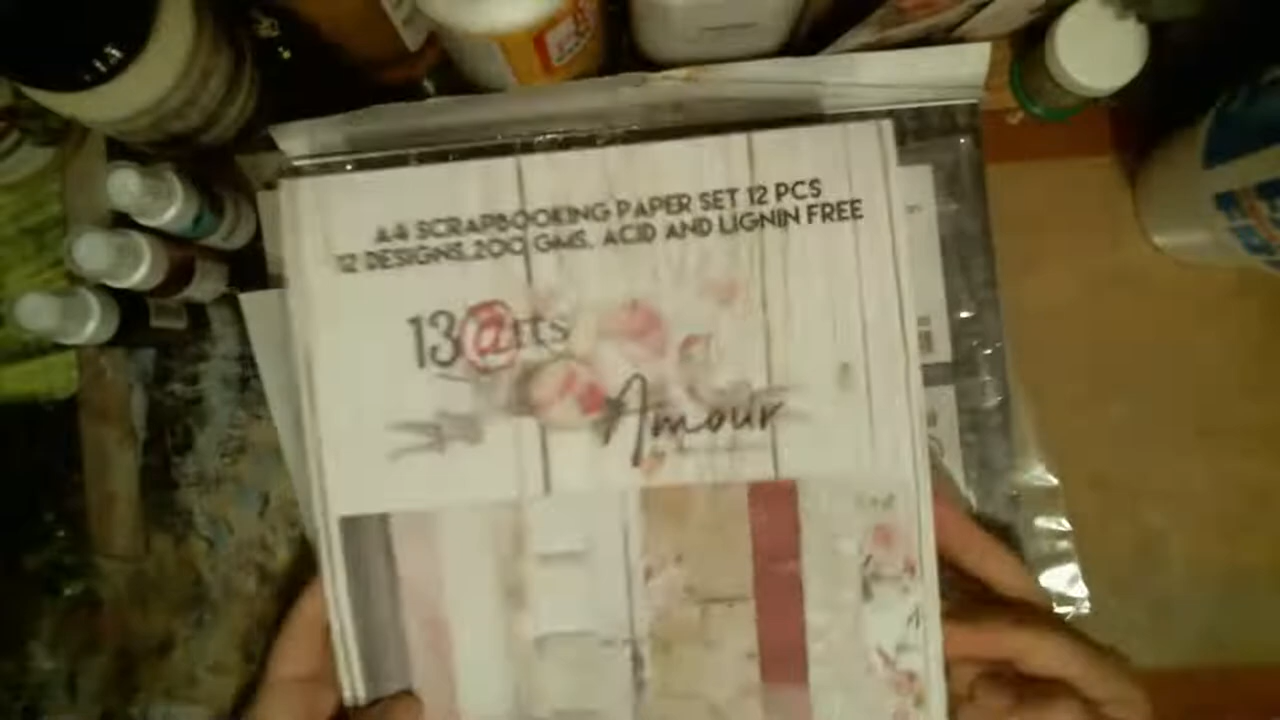 A4 SCRAPBOOKING PAPER SET 12 PCS
12 DESIGNS, 200 GMS, ACID AND LIGNIN FREE
13@rts
Amour